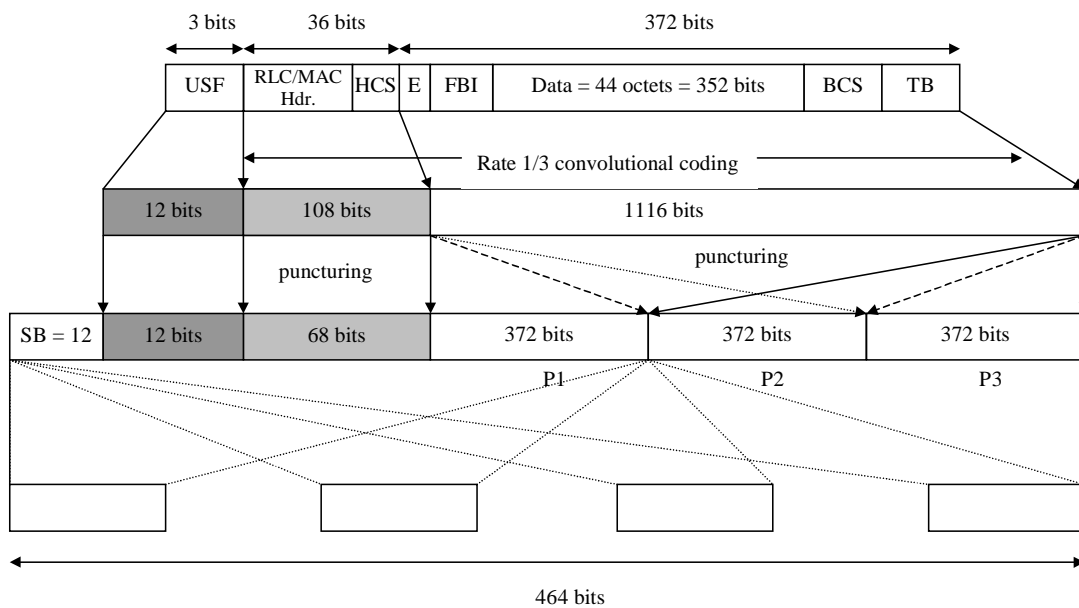 3 bits
36 bits
372 bits
USF
RLC/MAC
Hdr.
HCS
E
FBI
Data = 44 octets = 352 bits
BCS
TB
Rate 1/3 convolutional coding
12 bits
108 bits
1116 bits
puncturing
puncturing
SB = 12
12 bits
68 bits
372 bits
372 bits
372 bits
P1
P2
P3
464 bits